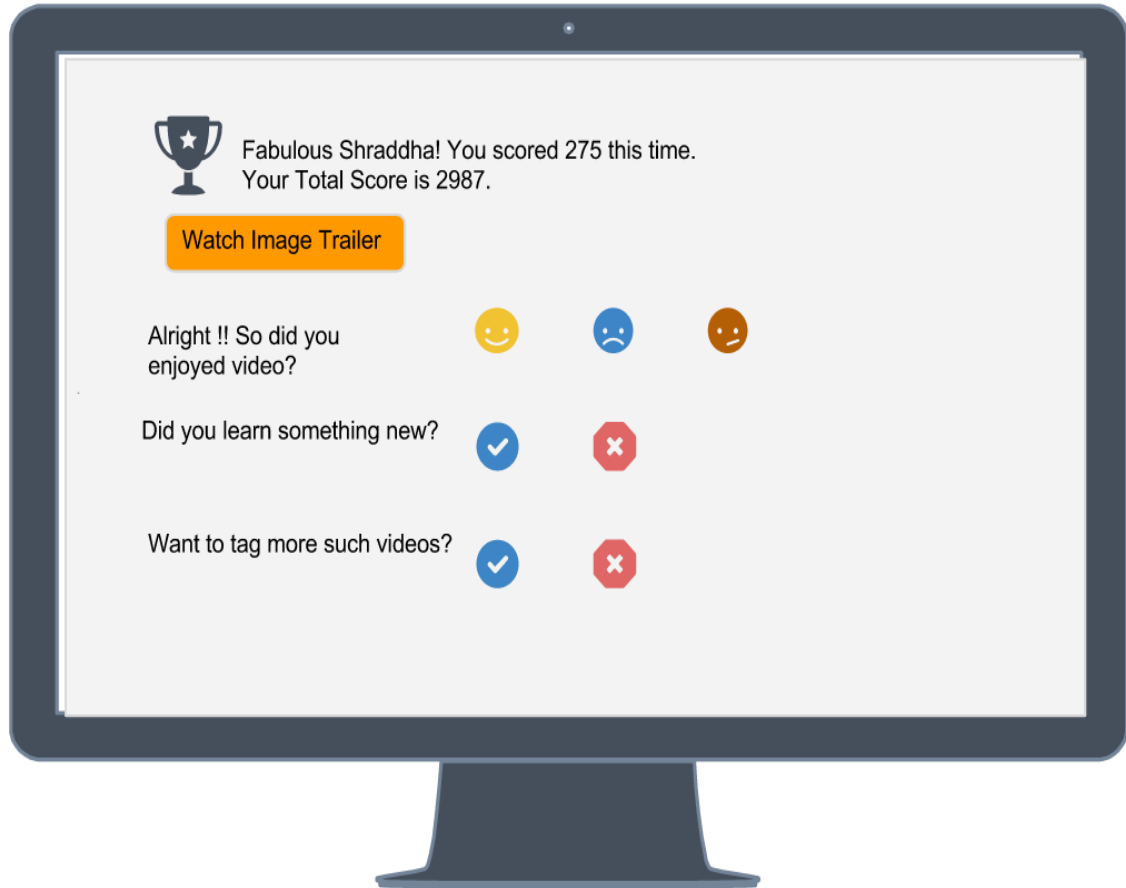 Fabulous Shraddha! You scored 275 this time.
Your Total Score is 2987.
Watch Image Trailer
Alright !! So did you
enjoyed video?
Did you learn something new?
Want to tag more such videos?